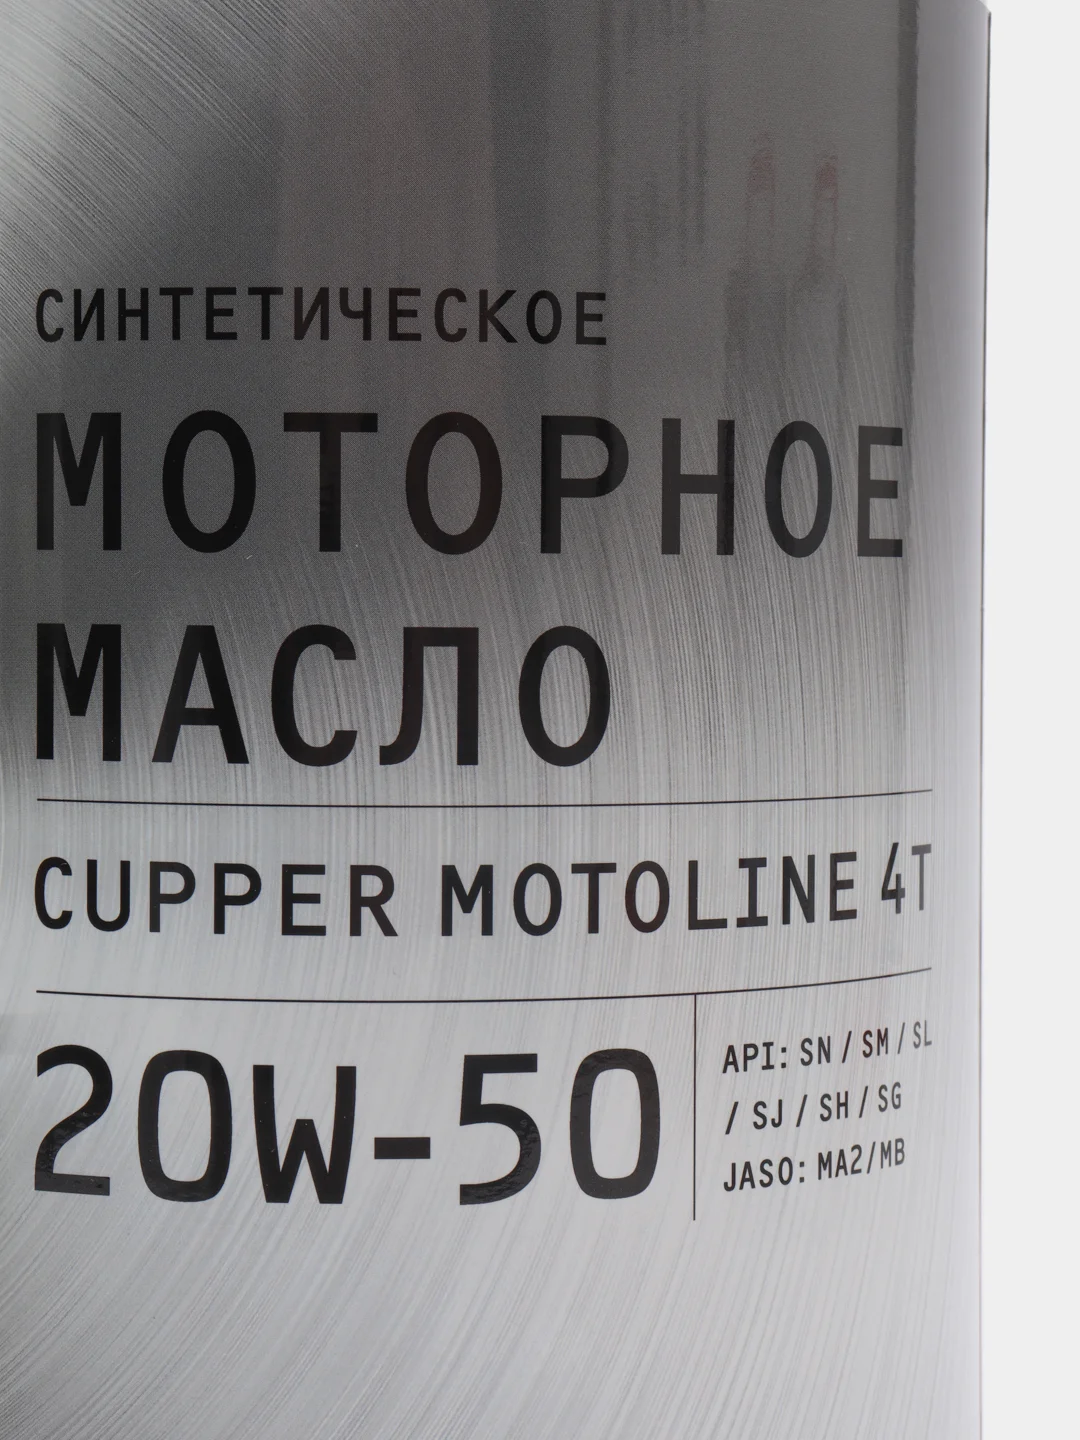 СИНТЕТИЧЕСКОЕ
МОТОРНОЕ
МАСЛО
CUPPER MOTOLINE 4T
20W-50
API: SN / SM / SL
/ SJ / SH / SG
JASO: MA2/MB